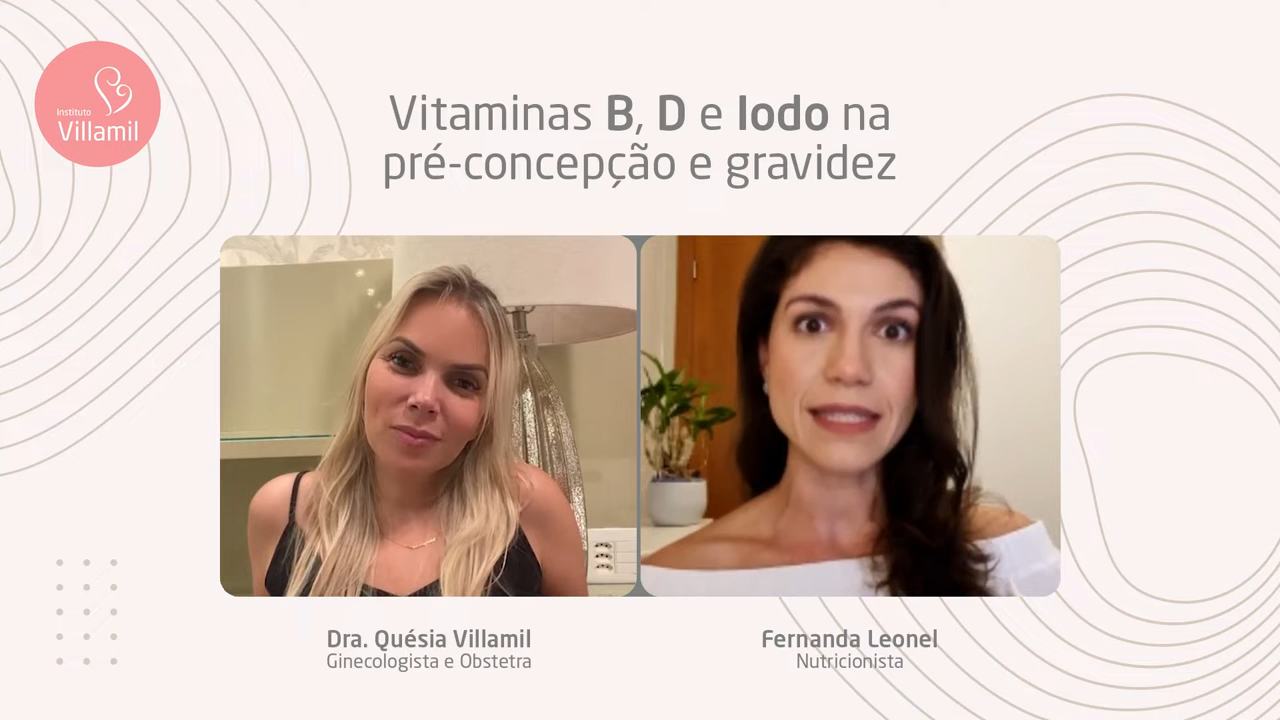 Instituto
Villamil
Vitaminas B, D e Iodo na
pré-concepção e gravidez
Dra. Quésia Villamil
Ginecologista e Obstetra
Fernanda Leonel
Nutricionista